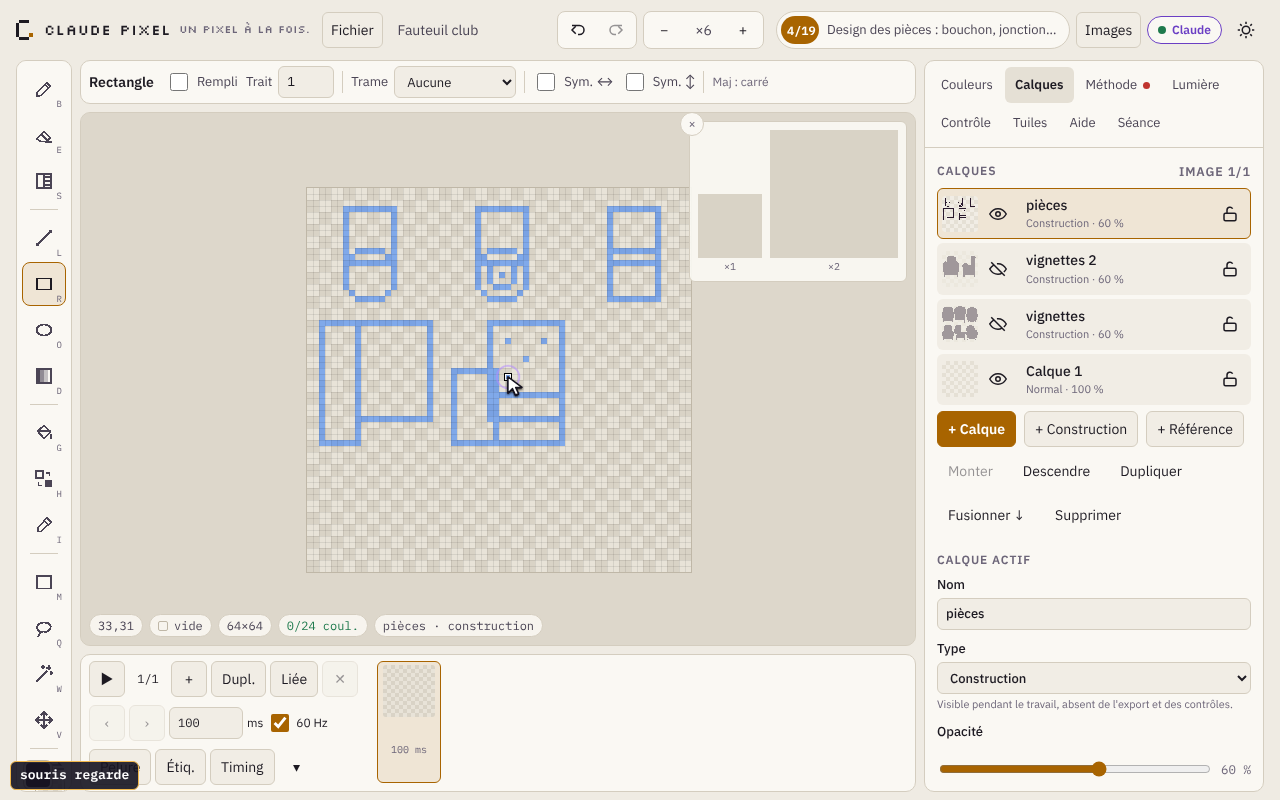 CLAUDE PIXEL UN PIXEL À LA FOIS. Fichier Fauteuil club − ×6 + 4/19 Design des pièces : bouchon, jonction… Images Claude
Rectangle Rempli Trait 1 Trame Aucune Sym. ↔ Sym. ↕ Maj : carré
B
E
S
L
R
O
D
G
H
I
M
Q
W
V
×
×1 ×2
33,31 vide 64×64 0/24 coul. pièces · construction
1/1 + Dupl. Liée ×
‹ › 100 ms 60 Hz
Étiq. Timing ▼
100 ms
souris regarde
Couleurs Calques Méthode Lumière
Contrôle Tuiles Aide Séance
CALQUES IMAGE 1/1
pièces
Construction · 60 %
vignettes 2
Construction · 60 %
vignettes
Construction · 60 %
Calque 1
Normal · 100 %
+ Calque + Construction + Référence
Monter Descendre Dupliquer
Fusionner ↓ Supprimer
CALQUE ACTIF
Nom
pièces
Type
Construction
Visible pendant le travail, absent de l'export et des contrôles.
Opacité
60 %